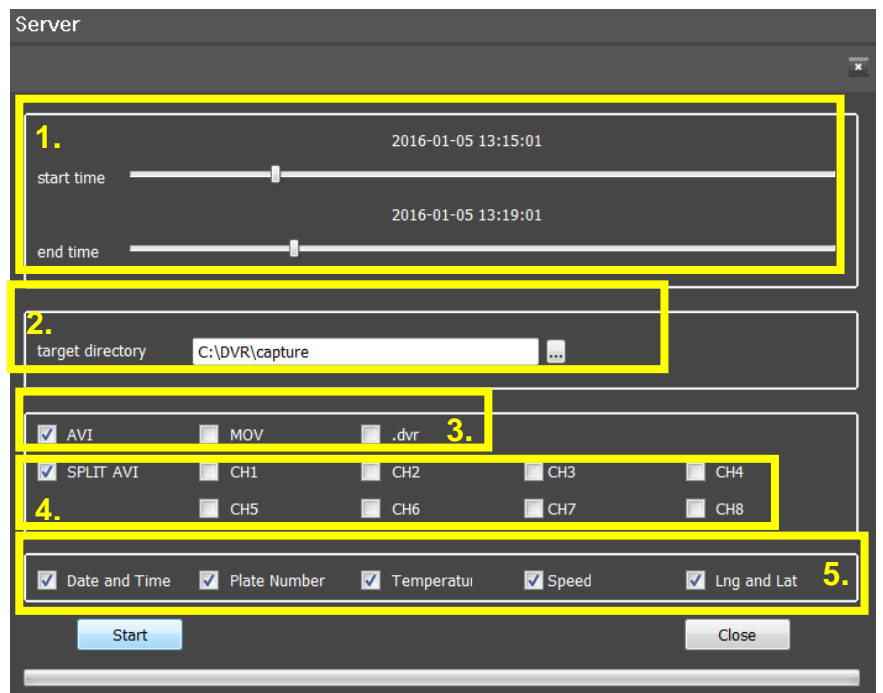 Server
1.
2016-01-05 13:15:01
start time
2016-01-05 13:19:01
end time
2.
target directory C:\DVR\capture ...
AVI MOV .dvr 3.
SPLIT AVI CH1 CH2 CH3 CH4
4. CH5 CH6 CH7 CH8
Date and Time Plate Number Temperatur Speed Lng and Lat 5.
Start Close